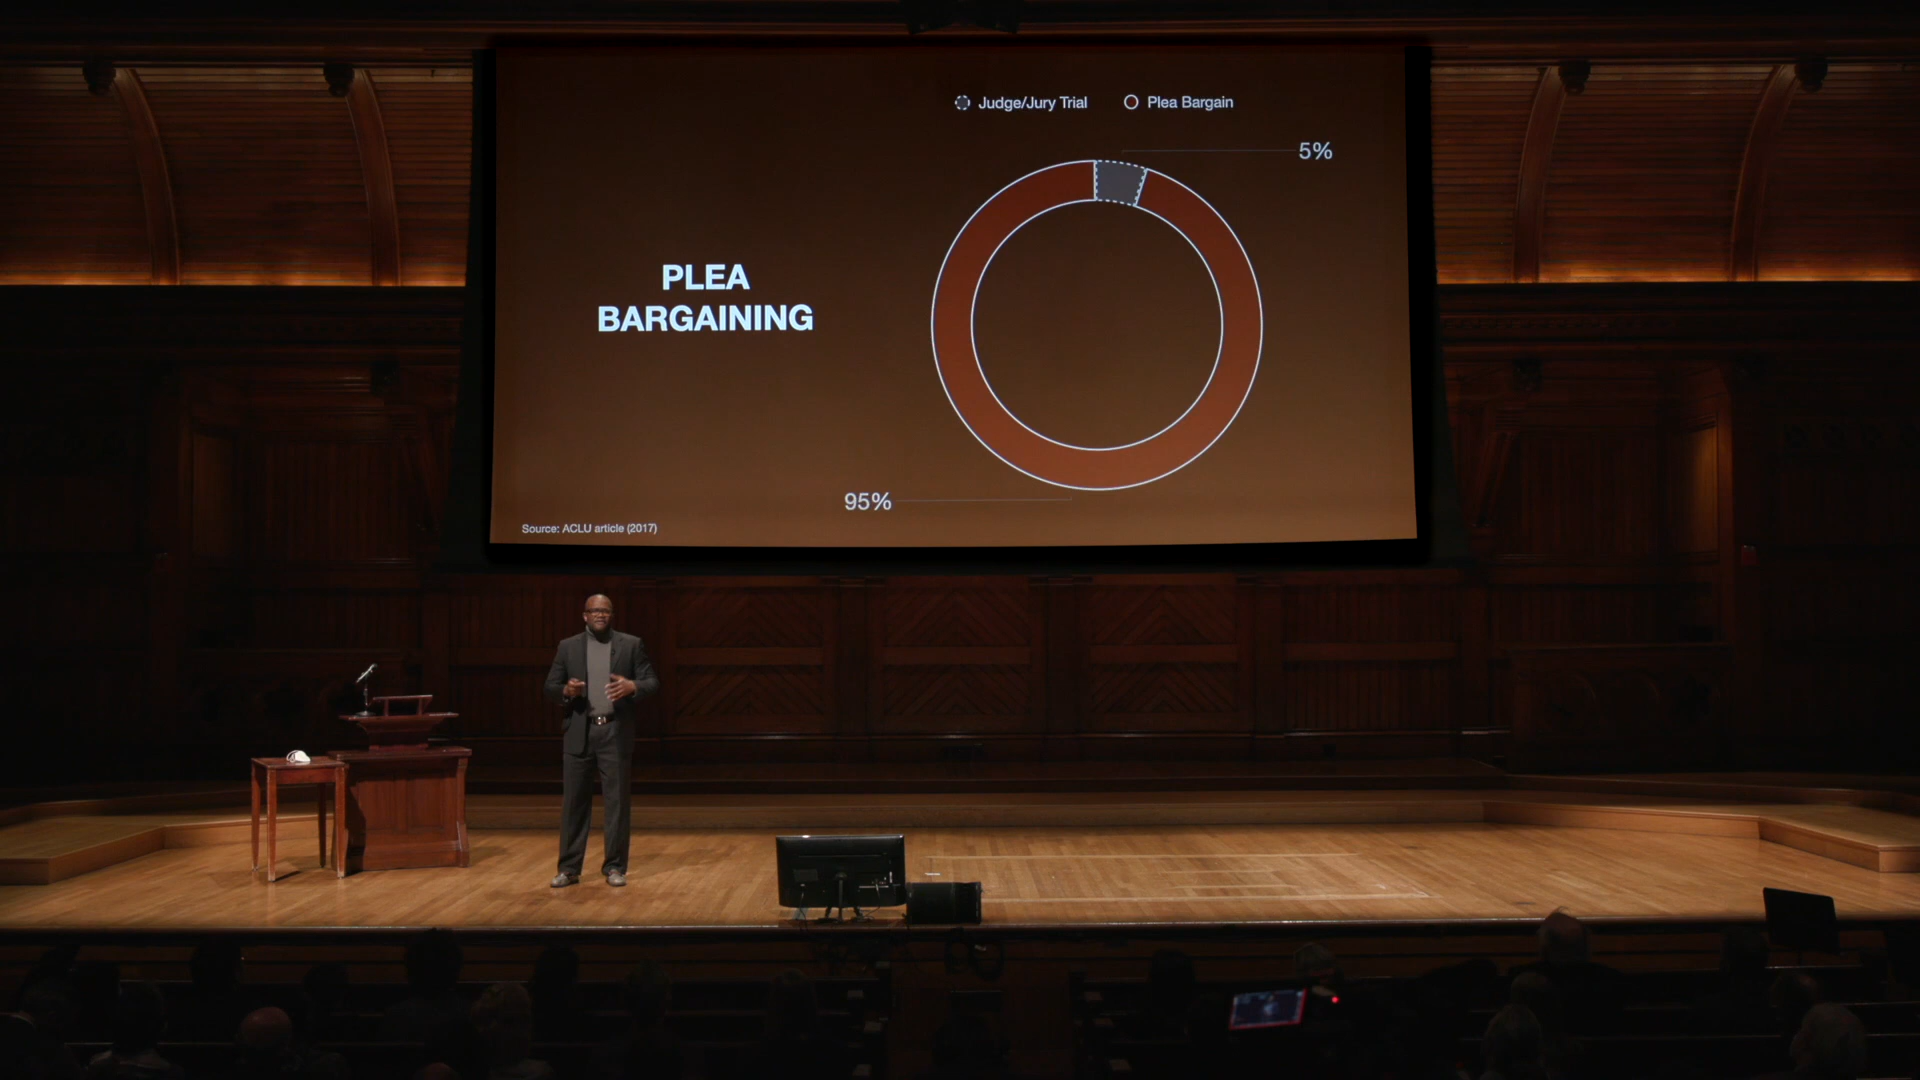 Judge/Jury Trial
Plea Bargain
5%
PLEA
BARGAINING
95%
Source: ACLU article (2017)